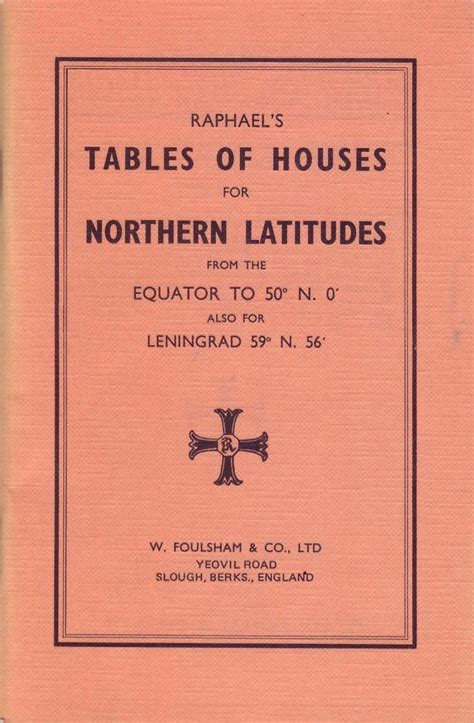 RAPHAEL'S
TABLES OF HOUSES
FOR
NORTHERN LATITUDES
FROM THE
EQUATOR TO 50° N. 0′
ALSO FOR
LENINGRAD 59° N. 56′
R
W. FOULSHAM & CO., LTD
YEOVIL ROAD
SLOUGH, BERKS., ENGLAND